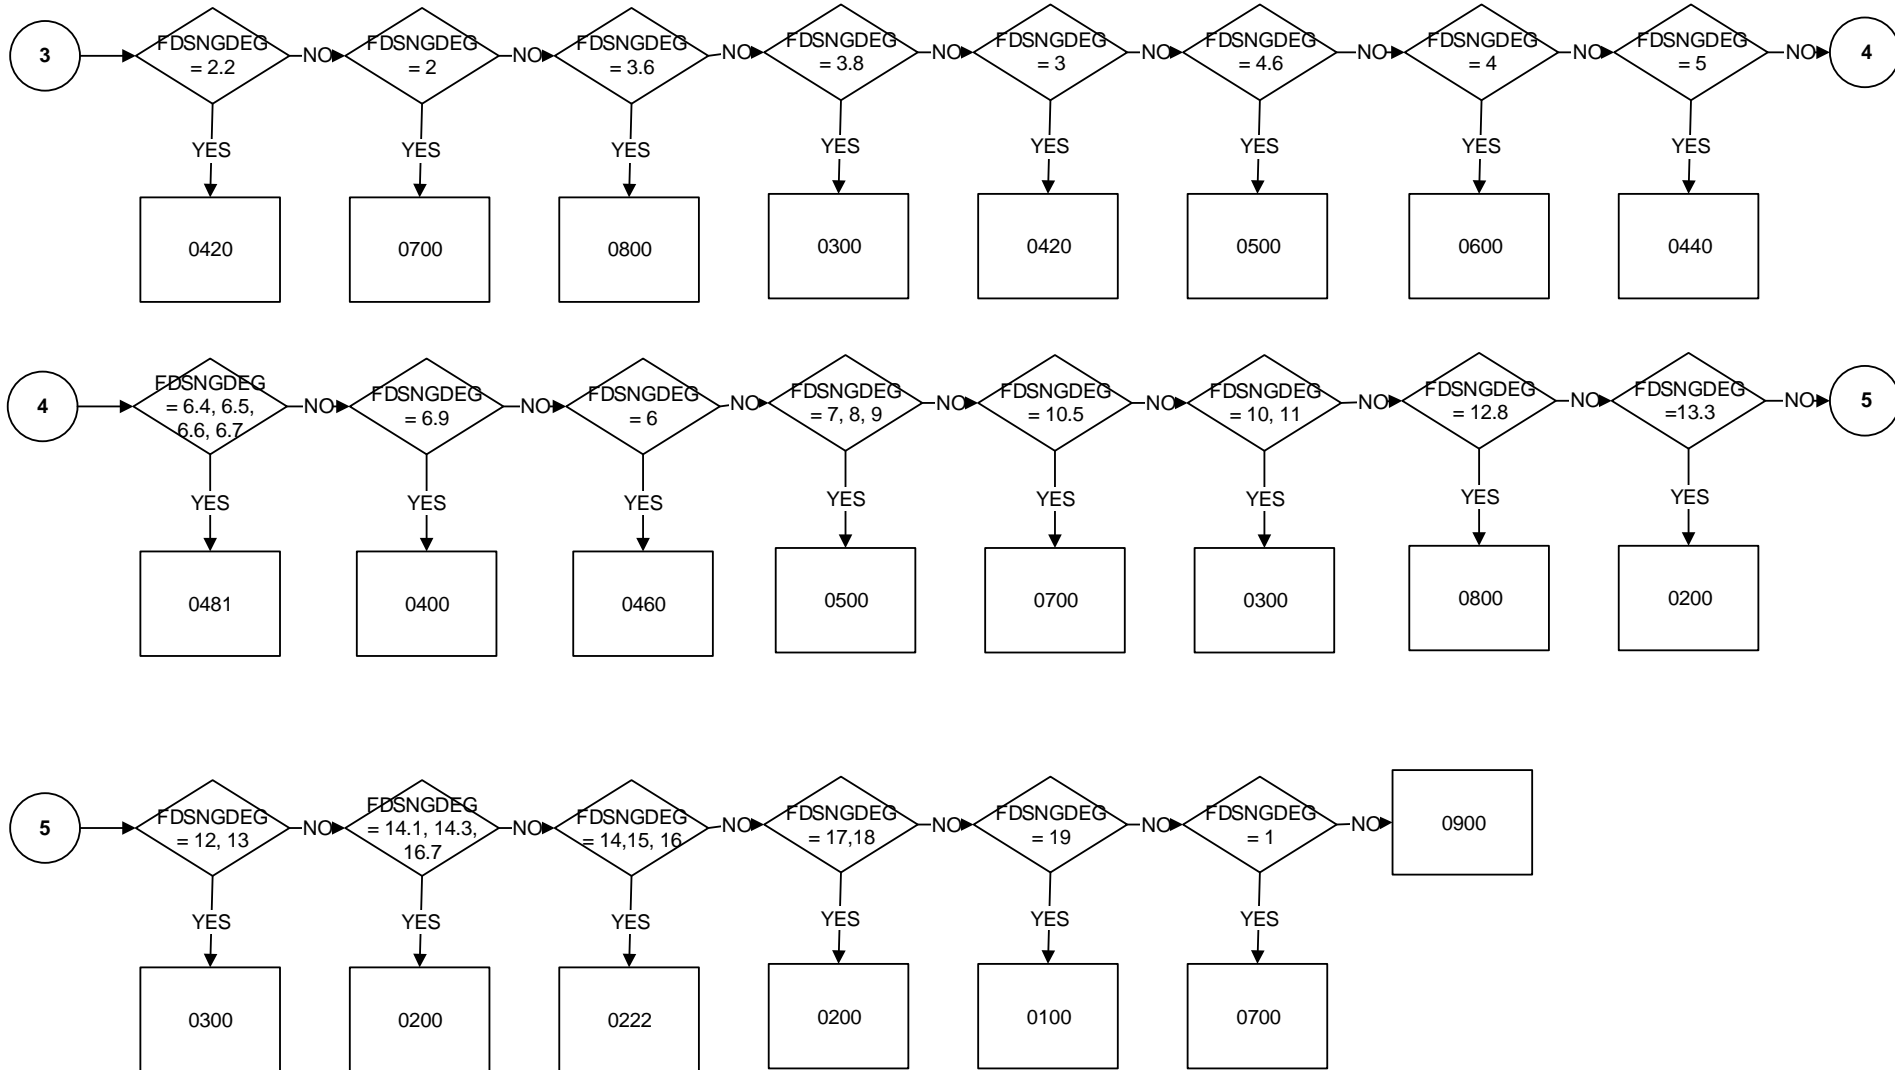 3
FDSNGDEG
= 2.2
NO
FDSNGDEG
= 2
NO
FDSNGDEG
= 3.6
NO
FDSNGDEG
= 3.8
NO
FDSNGDEG
= 3
NO
FDSNGDEG
= 4.6
NO
FDSNGDEG
= 4
NO
FDSNGDEG
= 5
NO
4
YES
YES
YES
YES
YES
YES
YES
YES
0420
0700
0800
0300
0420
0500
0600
0440
4
FDSNGDEG
= 6.4, 6.5,
6.6, 6.7
NO
FDSNGDEG
= 6.9
NO
FDSNGDEG
= 6
NO
FDSNGDEG
= 7, 8, 9
NO
FDSNGDEG
= 10.5
NO
FDSNGDEG
= 10, 11
NO
FDSNGDEG
= 12.8
NO
FDSNGDEG
=13.3
NO
5
YES
YES
YES
YES
YES
YES
YES
YES
0481
0400
0460
0500
0700
0300
0800
0200
5
FDSNGDEG
= 12, 13
NO
FDSNGDEG
= 14.1, 14.3,
16.7
NO
FDSNGDEG
= 14,15, 16
NO
FDSNGDEG
= 17,18
NO
FDSNGDEG
= 19
NO
FDSNGDEG
= 1
NO
0900
YES
YES
YES
YES
YES
YES
0300
0200
0222
0200
0100
0700